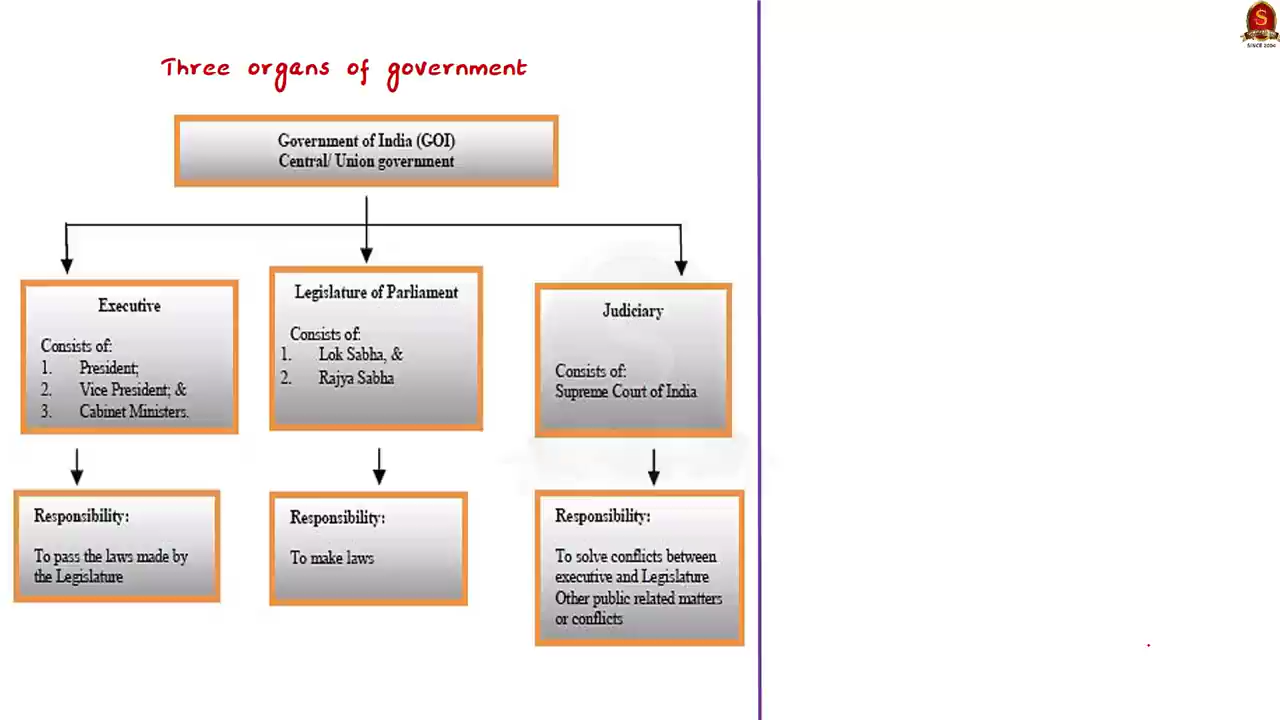 Three organs of government
Government of India (GOI)
Central/ Union government
Executive
Consists of:
1. President;
2. Vice President; &
3. Cabinet Ministers.
Legislature of Parliament
Consists of:
1. Lok Sabha, &
2. Rajya Sabha
Judiciary
Consists of:
Supreme Court of India
Responsibility:
To pass the laws made by
the Legislature
Responsibility:
To make laws
Responsibility:
To solve conflicts between
executive and Legislature
Other public related matters
or conflicts
S
SINCE 2004